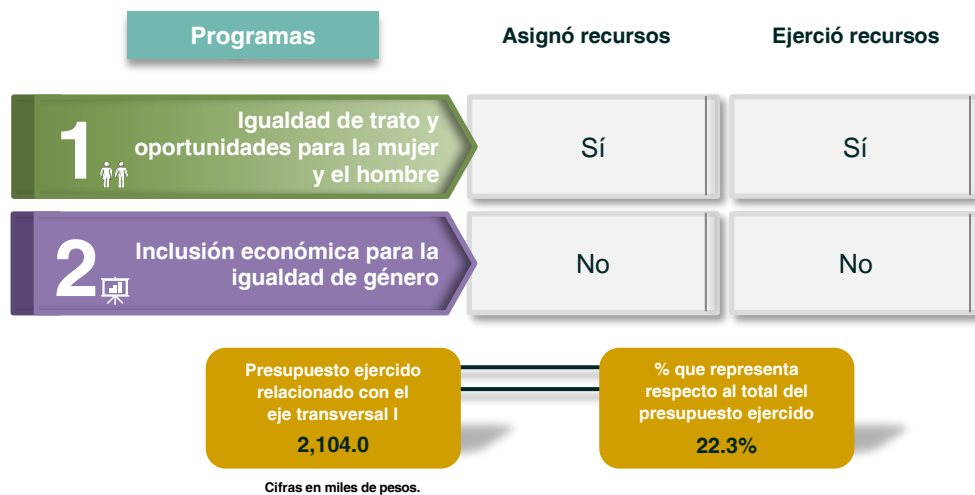 Programas
Asignó recursos
Ejerció recursos
1
Igualdad de trato y
oportunidades para la mujer
y el hombre
Sí
Sí
2
Inclusión económica para la
igualdad de género
No
No
Presupuesto ejercido
relacionado con el
eje transversal I
2,104.0
% que representa
respecto al total del
presupuesto ejercido
22.3%
Cifras en miles de pesos.